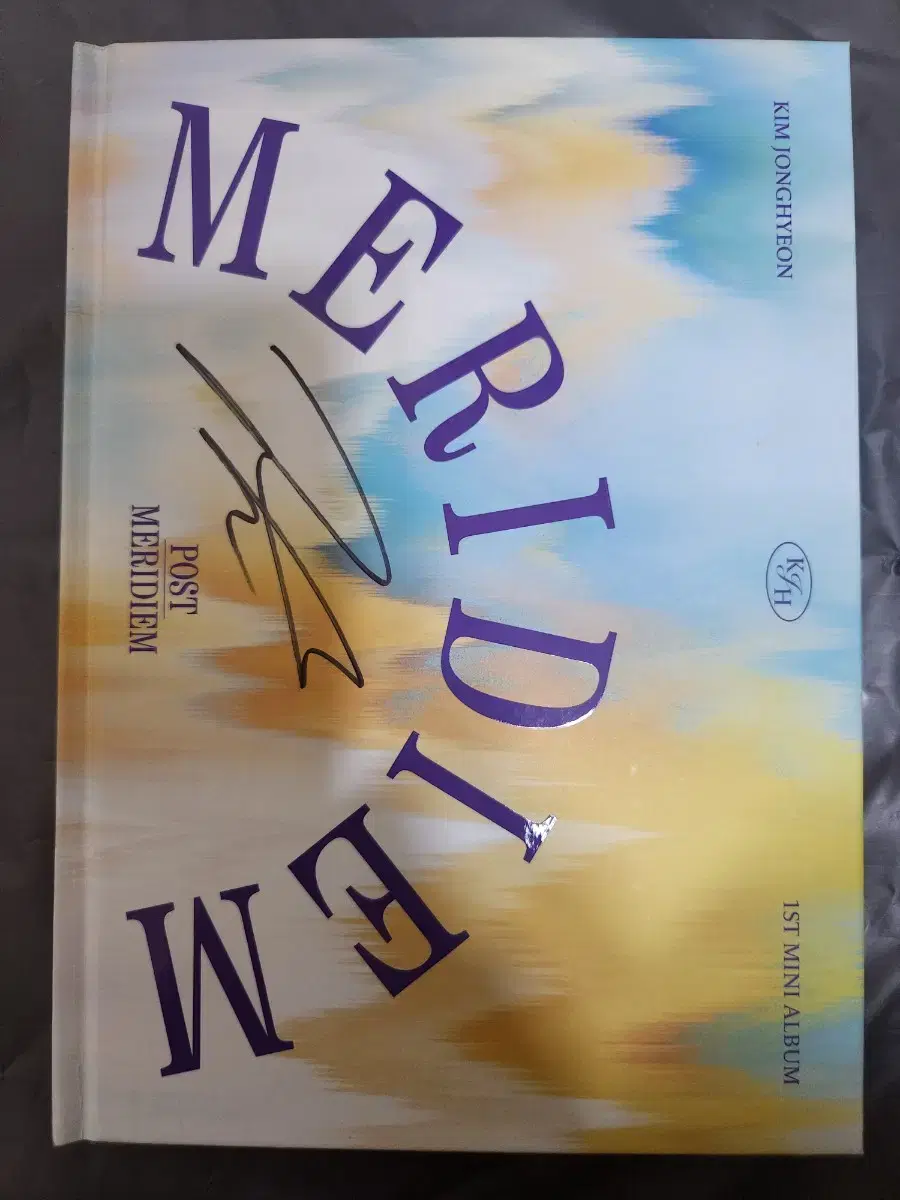 KIM JONGHYEON
KJH
1ST MINI ALBUM
MERIDIEM
POST
MERIDIEM